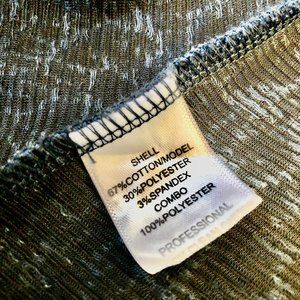 SHELL
67%COTTON/MODEL
30%POLYESTER
3%SPANDEX
COMBO
100%POLYESTER
PROFESSIONAL